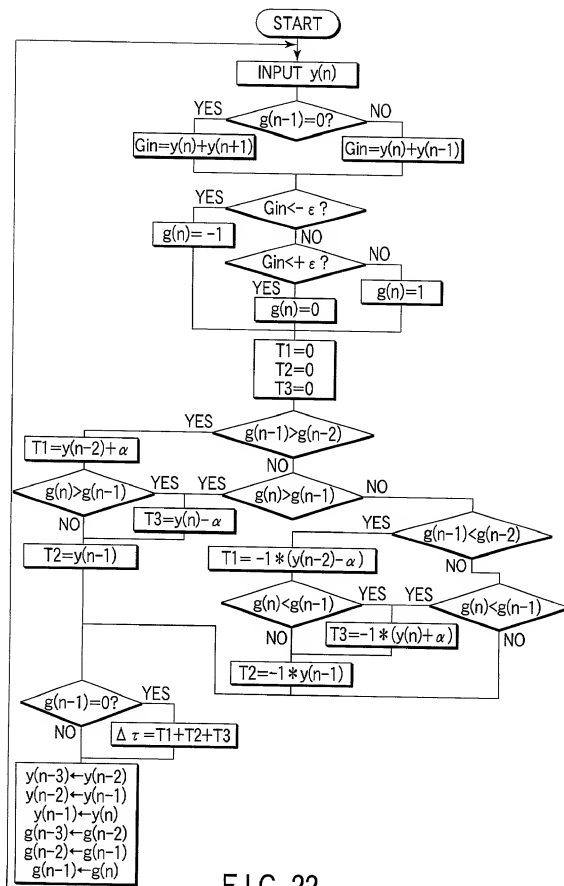 START
INPUT y(n)
YES
g(n-1)=0?
NO
Gin=y(n)+y(n+1)
Gin=y(n)+y(n-1)
YES
Gin<- ε ?
g(n)= -1
NO
Gin<+ ε ?
NO
YES
g(n)=0
g(n)=1
T1=0
T2=0
T3=0
YES
g(n-1)>g(n-2)
T1=y(n-2)+ α
NO
g(n)>g(n-1)
YES
YES
g(n)>g(n-1)
NO
NO
T3=y(n)- α
T2=y(n-1)
YES
g(n-1)<g(n-2)
T1= -1*(y(n-2)- α)
NO
g(n)<g(n-1)
YES
YES
g(n)<g(n-1)
NO
T3=-1*(y(n)+ α)
NO
T2=-1*y(n-1)
g(n-1)=0?
YES
NO
Δ τ =T1+T2+T3
y(n-3)←y(n-2)
y(n-2)←y(n-1)
y(n-1)←y(n)
g(n-3)←g(n-2)
g(n-2)←g(n-1)
g(n-1)←g(n)
FIG. 22